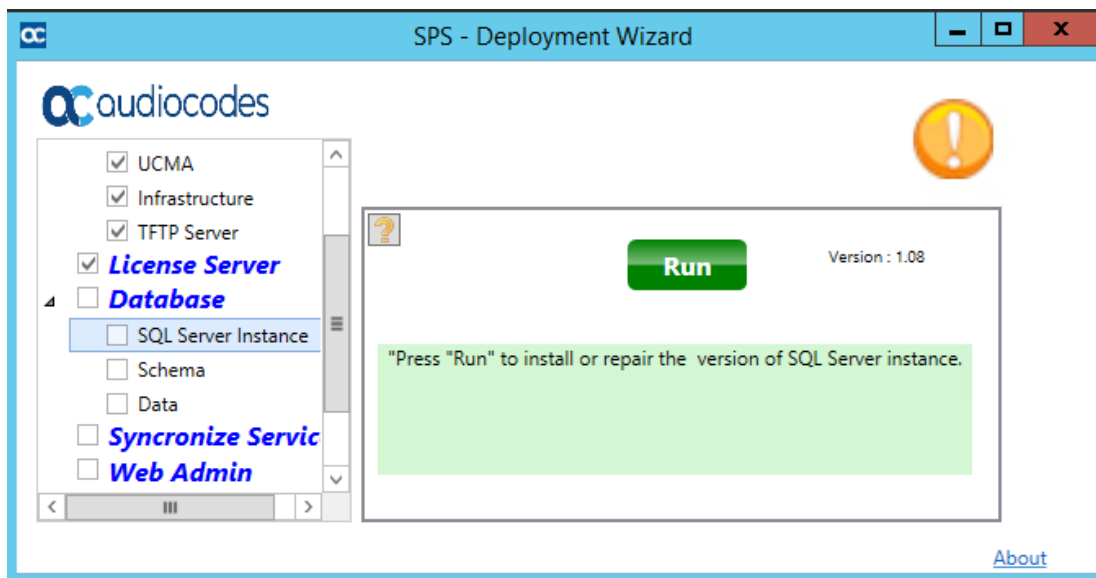 SPS - Deployment Wizard
audiocodes
UCMA
Infrastructure
TFTP Server
License Server
Database
SQL Server Instance
Schema
Data
Syncronize Servic
Web Admin
Run
Version : 1.08
"Press "Run" to install or repair the  version of SQL Server instance.
About